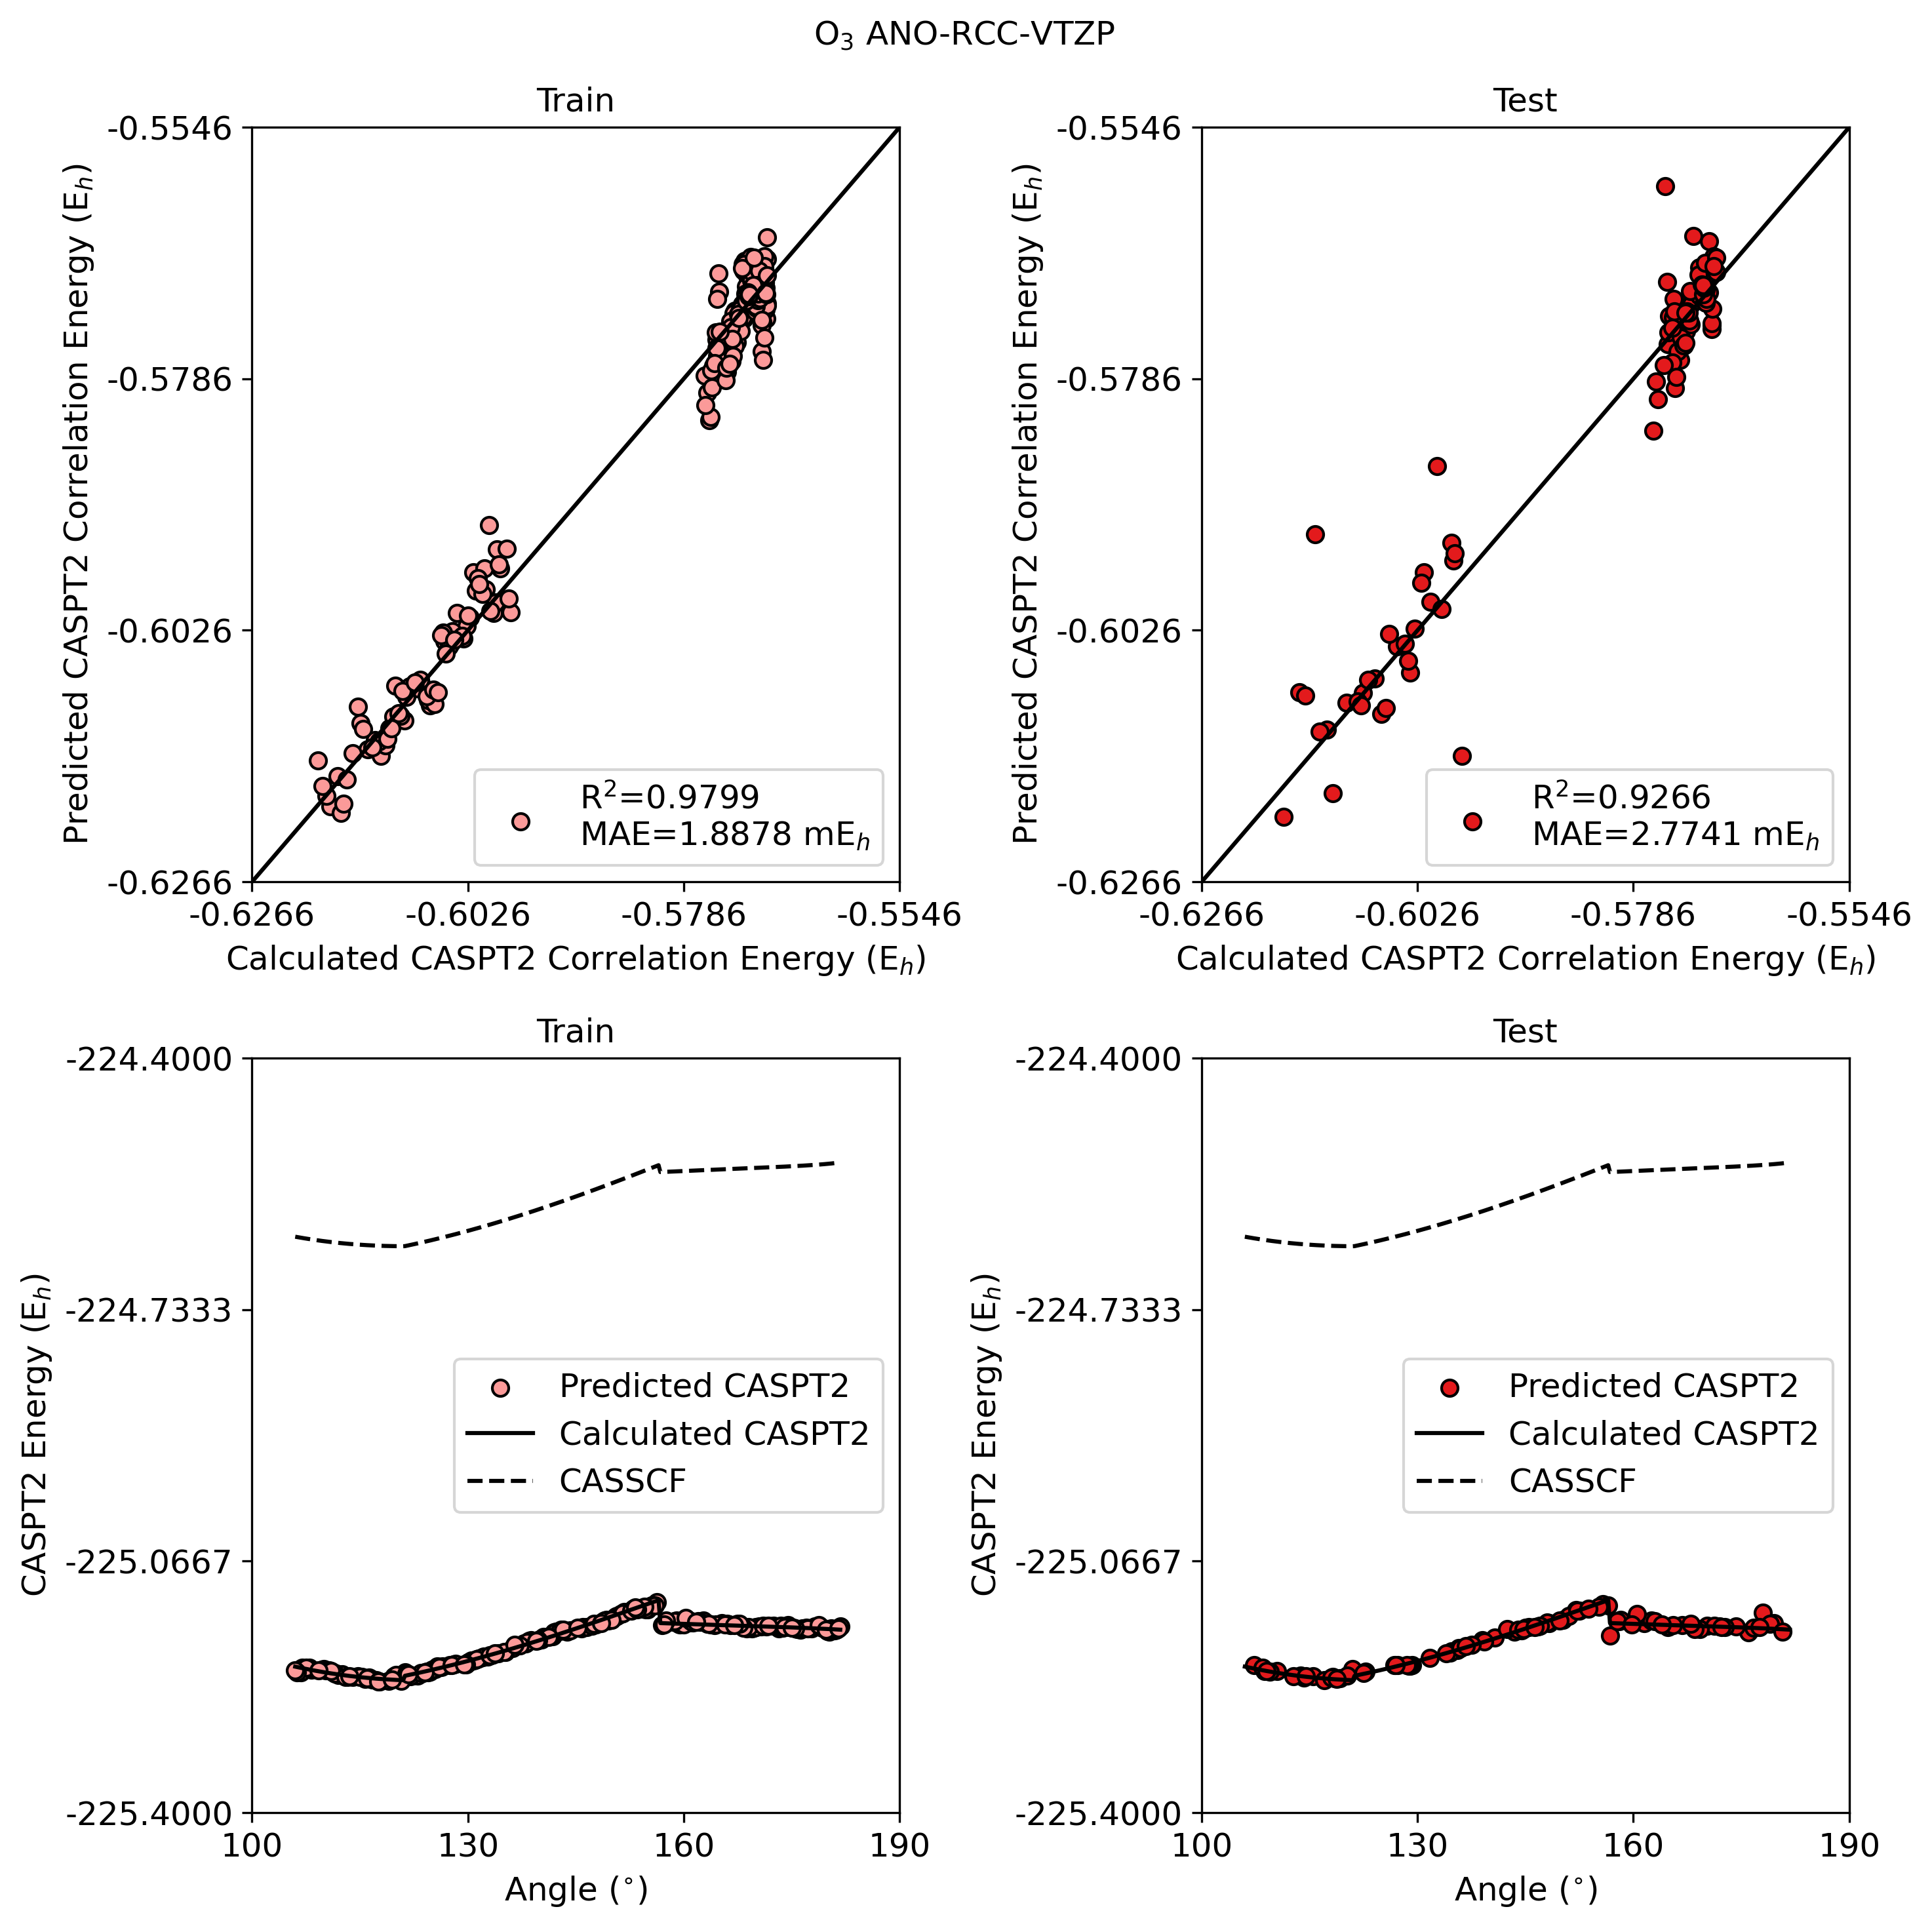 O₃ ANO-RCC-VTZP
Train
-0.5546
-0.5786
-0.6026
-0.6266
Predicted CASPT2 Correlation Energy (Eₕ)
R²=0.9799
MAE=1.8878 mEₕ
-0.6266 -0.6026 -0.5786 -0.5546
Calculated CASPT2 Correlation Energy (Eₕ)
Test
-0.5546
-0.5786
-0.6026
-0.6266
Predicted CASPT2 Correlation Energy (Eₕ)
R²=0.9266
MAE=2.7741 mEₕ
-0.6266 -0.6026 -0.5786 -0.5546
Calculated CASPT2 Correlation Energy (Eₕ)
Train
-224.4000
-224.7333
-225.0667
-225.4000
CASPT2 Energy (Eₕ)
Predicted CASPT2
Calculated CASPT2
CASSCF
100 130 160 190
Angle (°)
Test
-224.4000
-224.7333
-225.0667
-225.4000
CASPT2 Energy (Eₕ)
Predicted CASPT2
Calculated CASPT2
CASSCF
100 130 160 190
Angle (°)